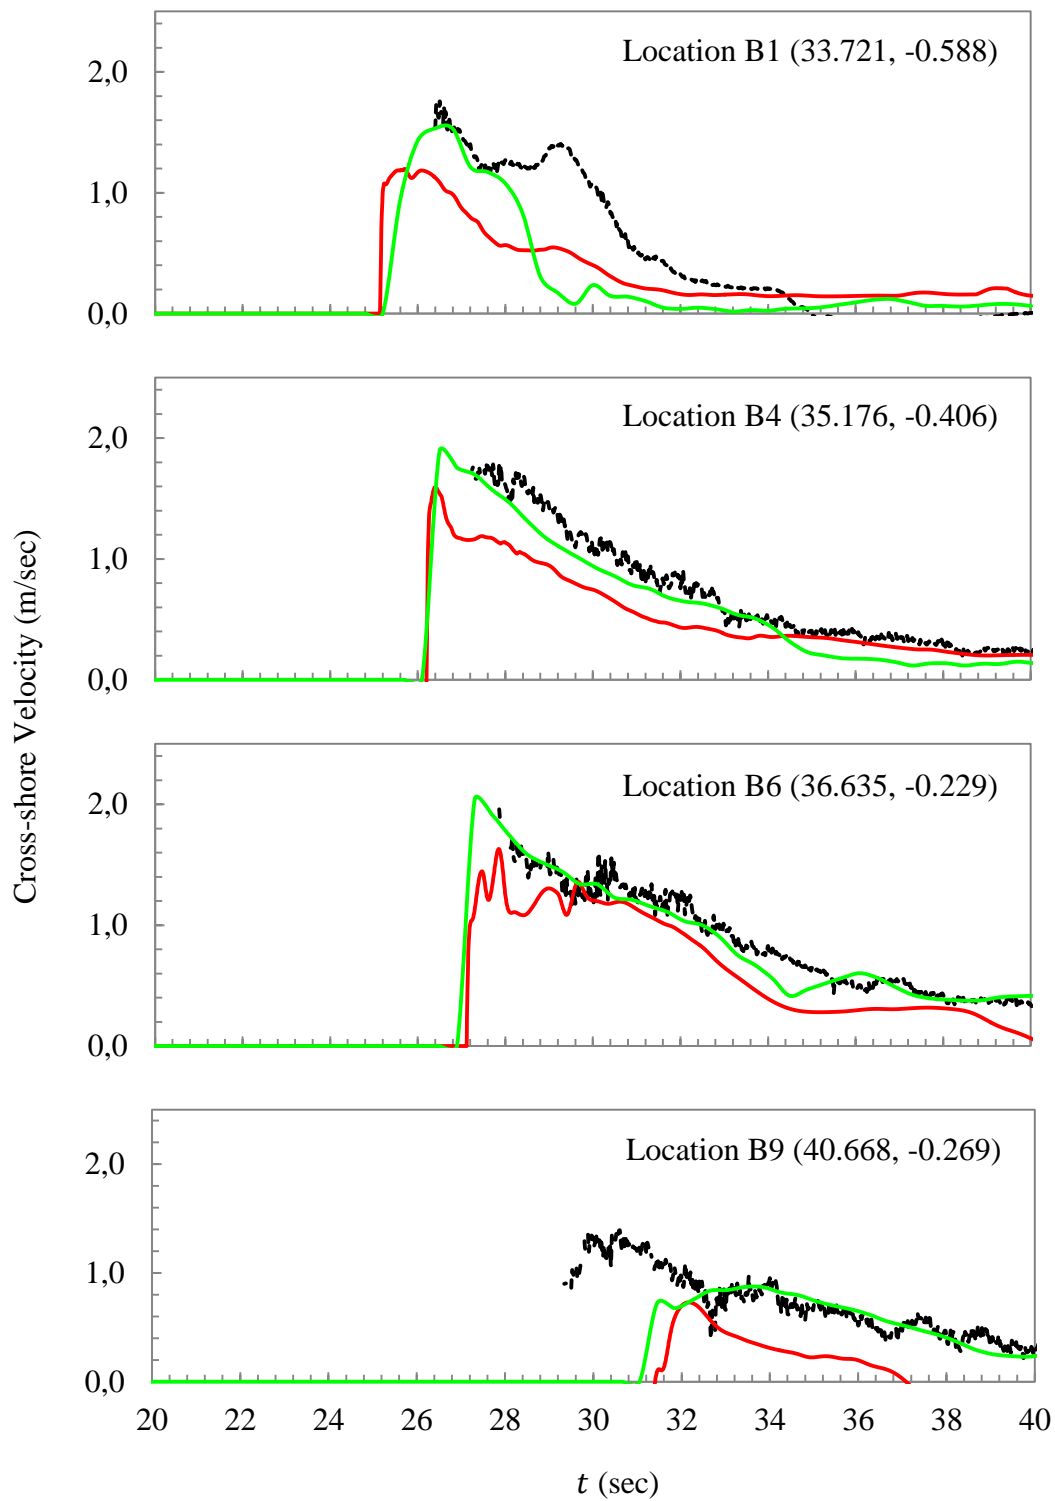 Location B1 (33.721, -0.588)
2,0
1,0
0,0
Location B4 (35.176, -0.406)
2,0
1,0
0,0
Cross-shore Velocity (m/sec)
Location B6 (36.635, -0.229)
2,0
1,0
0,0
Location B9 (40.668, -0.269)
2,0
1,0
0,0
20 22 24 26 28 30 32 34 36 38 40
t (sec)